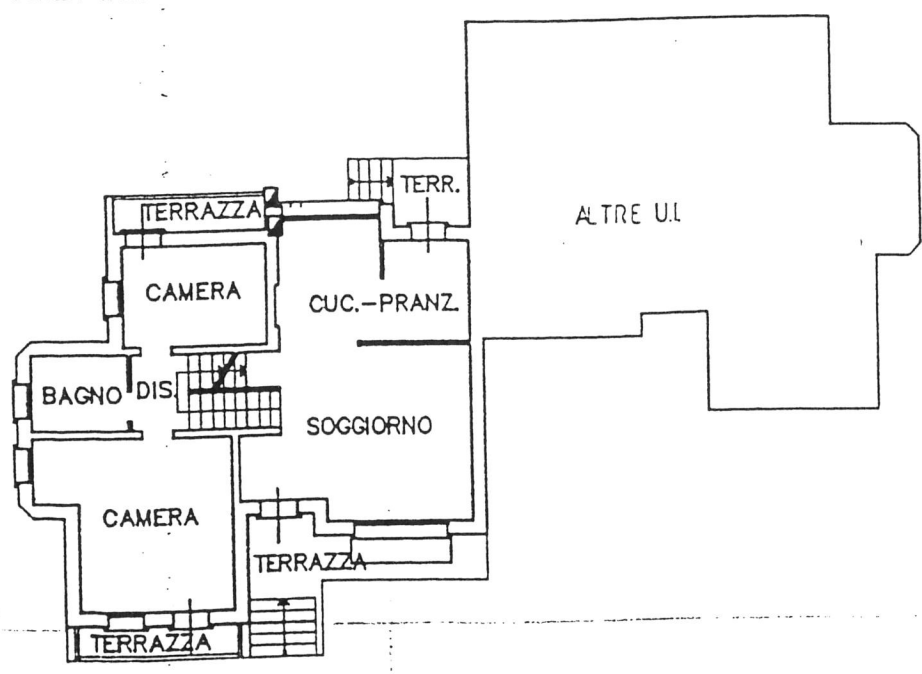 TERR.
TERRAZZA
ALTRE U.I.
CAMERA
CUC.-PRANZ.
BAGNO
DIS.
SOGGIORNO
CAMERA
TERRAZZA
TERRAZZA